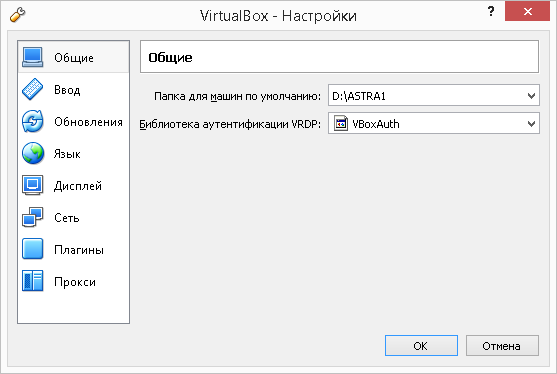 VirtualBox - Настройки
?
Общие
Ввод
Обновления
Язык
Дисплей
Сеть
Плагины
Прокси
Общие
Папка для машин по умолчанию: D:\ASTRA1
Библиотека аутентификации VRDP: VBoxAuth
OK
Отмена